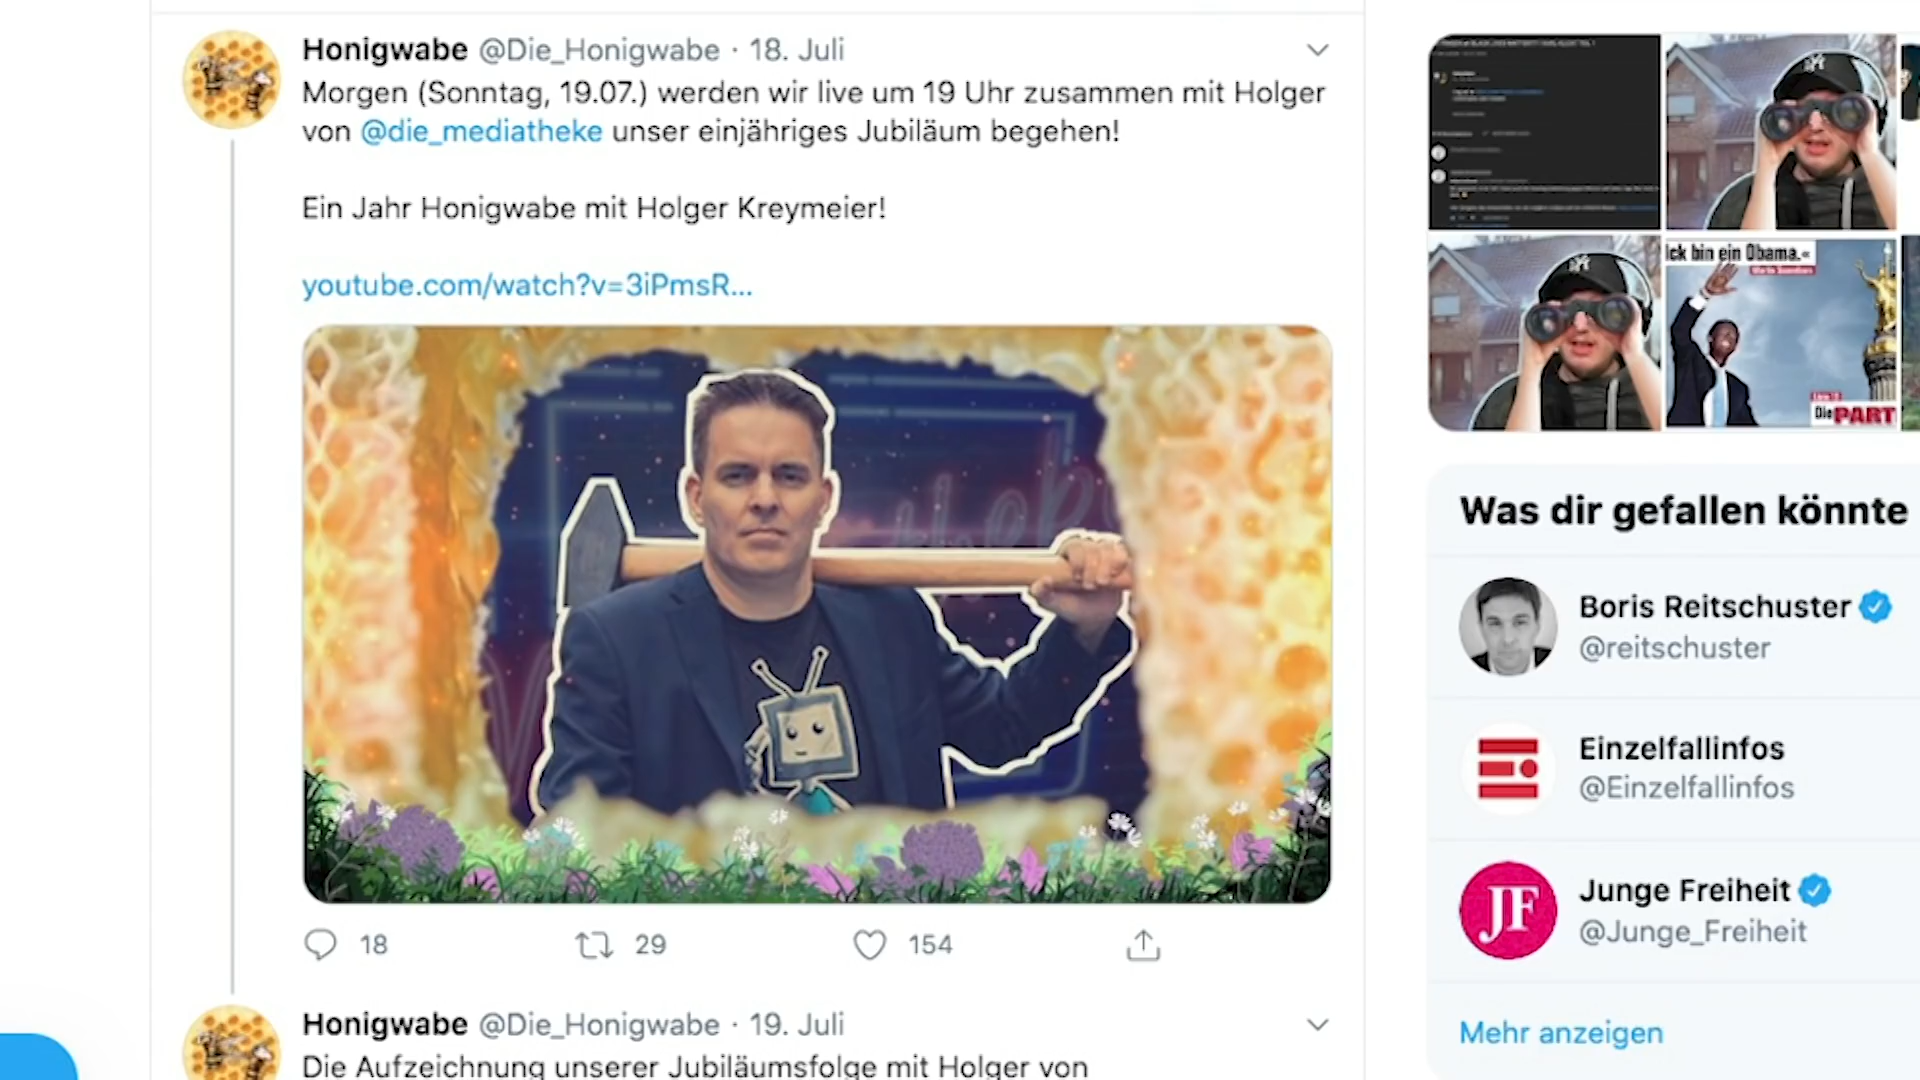 Honigwabe @Die_Honigwabe · 18. Juli
Morgen (Sonntag, 19.07.) werden wir live um 19 Uhr zusammen mit Holger
von @die_mediatheke unser einjähriges Jubiläum begehen!
Ein Jahr Honigwabe mit Holger Kreymeier!
youtube.com/watch?v=3iPmsR...
18
29
154
Honigwabe @Die_Honigwabe · 19. Juli
Die Aufzeichnung unserer Jubiläumsfolge mit Holger von
Ick bin ein Obama.«
Die PART
Was dir gefallen könnte
Boris Reitschuster
@reitschuster
Einzelfallinfos
@Einzelfallinfos
JF
Junge Freiheit
@Junge_Freiheit
Mehr anzeigen